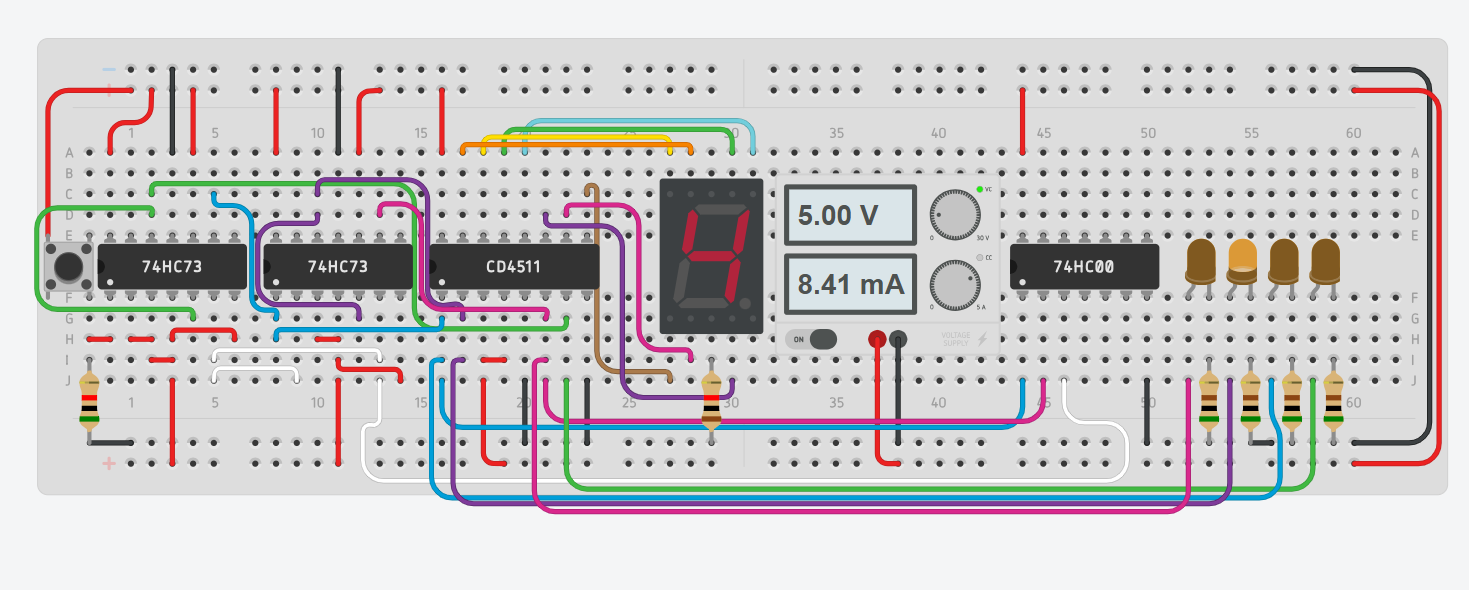 −
+
1 5 10 15 20 25 30 35 40 45 50 55 60
A A
B B
C C
D D
E E
74HC73 74HC73 CD4511 4 5.00 V 0 30 V VC 74HC00
8.41 mA 0 5 A CC
F F
G G
H H
ON VOLTAGE SUPPLY
I I
J J
1 5 10 15 20 25 30 35 40 45 50 55 60
−
+